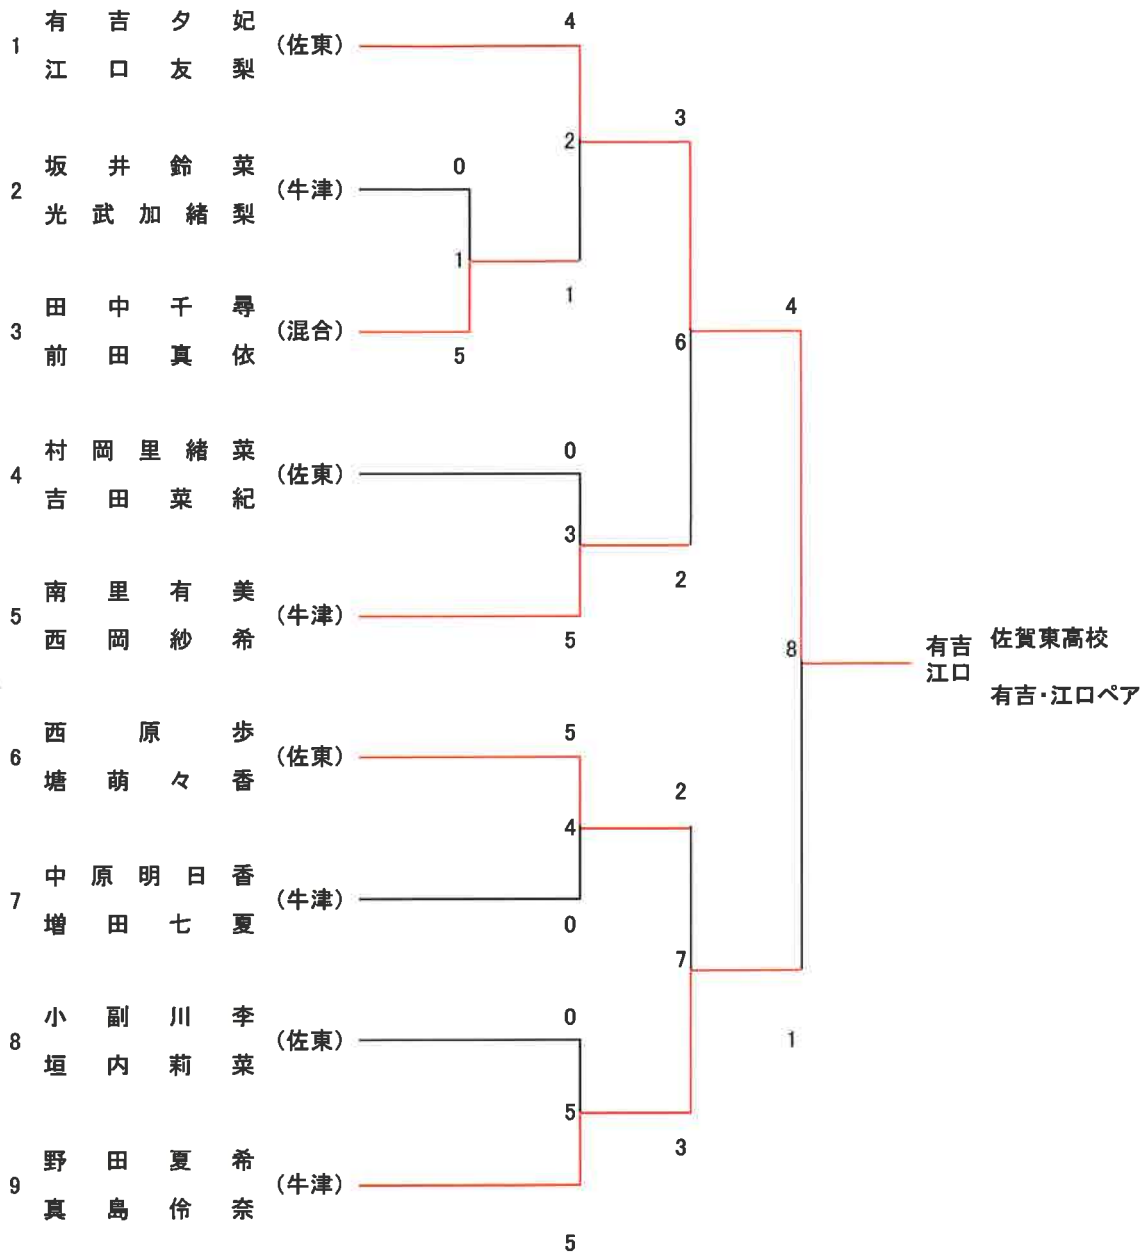 4
有吉夕妃
1 (佐東)
江口友梨
3
2
坂井鈴菜
0
2 (牛津)
光武加緒梨
1
1
田中千尋
4
3 (混合)
前田真依
5
6
村岡里緒菜
0
4 (佐東)
吉田菜紀
3
2
南里有美
5 (牛津)
西岡紗希
5
8
有吉 佐賀東高校
江口
有吉・江口ペア
西原歩
5
6 (佐東)
塘萌々香
2
4
中原明日香
7 (牛津)
増田七夏
0
7
小副川李
0
8 (佐東)
垣内莉菜
1
5
3
野田夏希
9 (牛津)
真島伶奈
5